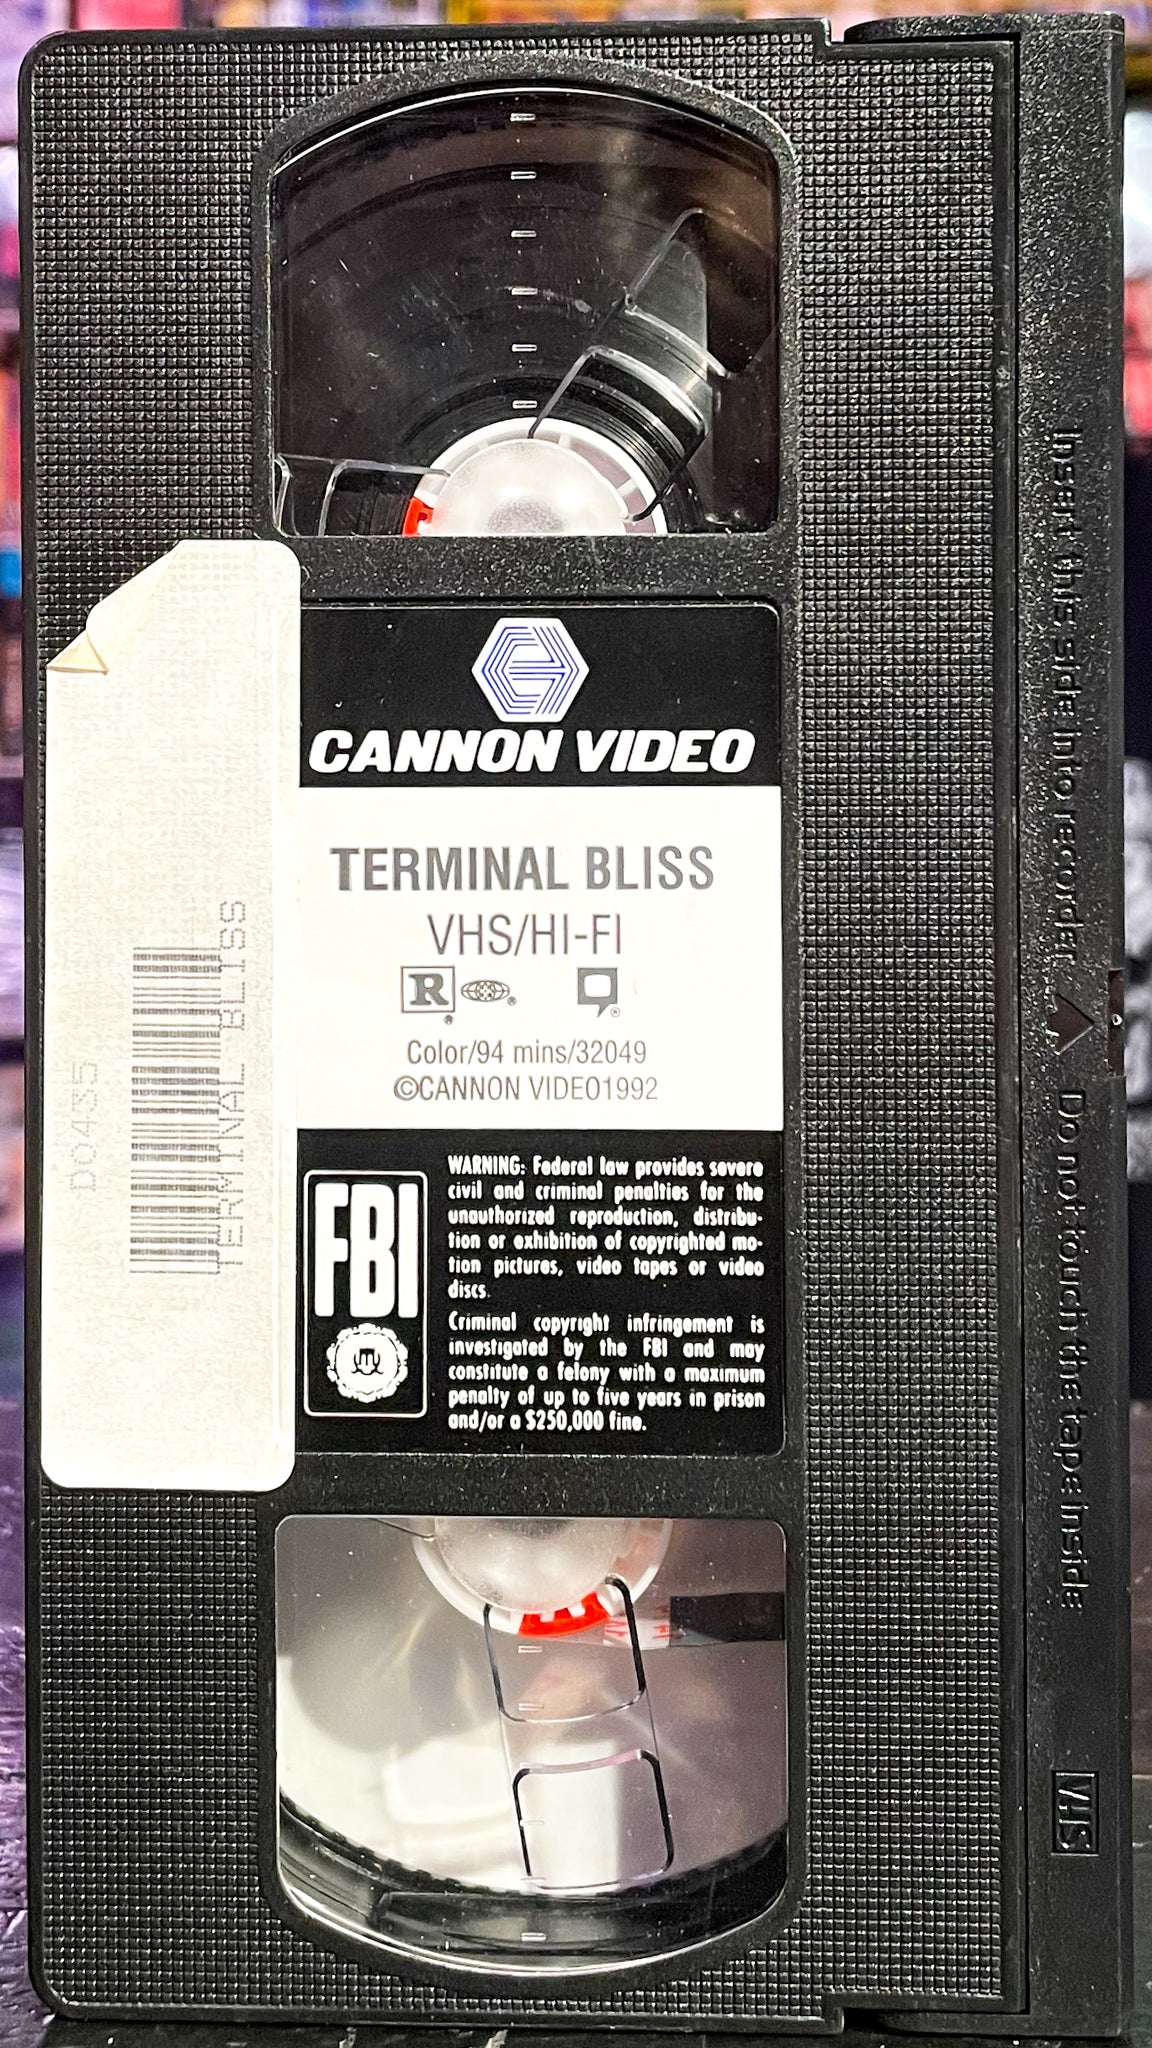 CANNON VIDEO
TERMINAL BLISS
VHS/HI-FI
R
Color/94 mins/32049
©CANNON VIDEO1992
FBI
WARNING: Federal law provides severe
civil and criminal penalties for the
unauthorized reproduction, distribu-
tion or exhibition of copyrighted mo-
tion pictures, video tapes or video
discs.
Criminal copyright infringement is
investigated by the FBI and may
constitute a felony with a maximum
penalty of up to five years in prison
and/or a $250,000 fine.
D0435
TERMINAL BLISS
Insert this side into recorder
Do not touch the tape inside
VHS